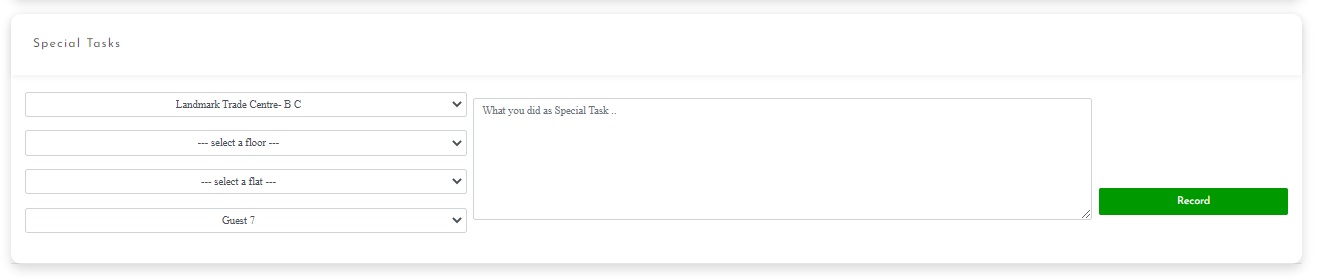 Special Tasks
Landmark Trade Centre- B C
--- select a floor ---
--- select a flat ---
Guest 7
What you did as Special Task ..
Record